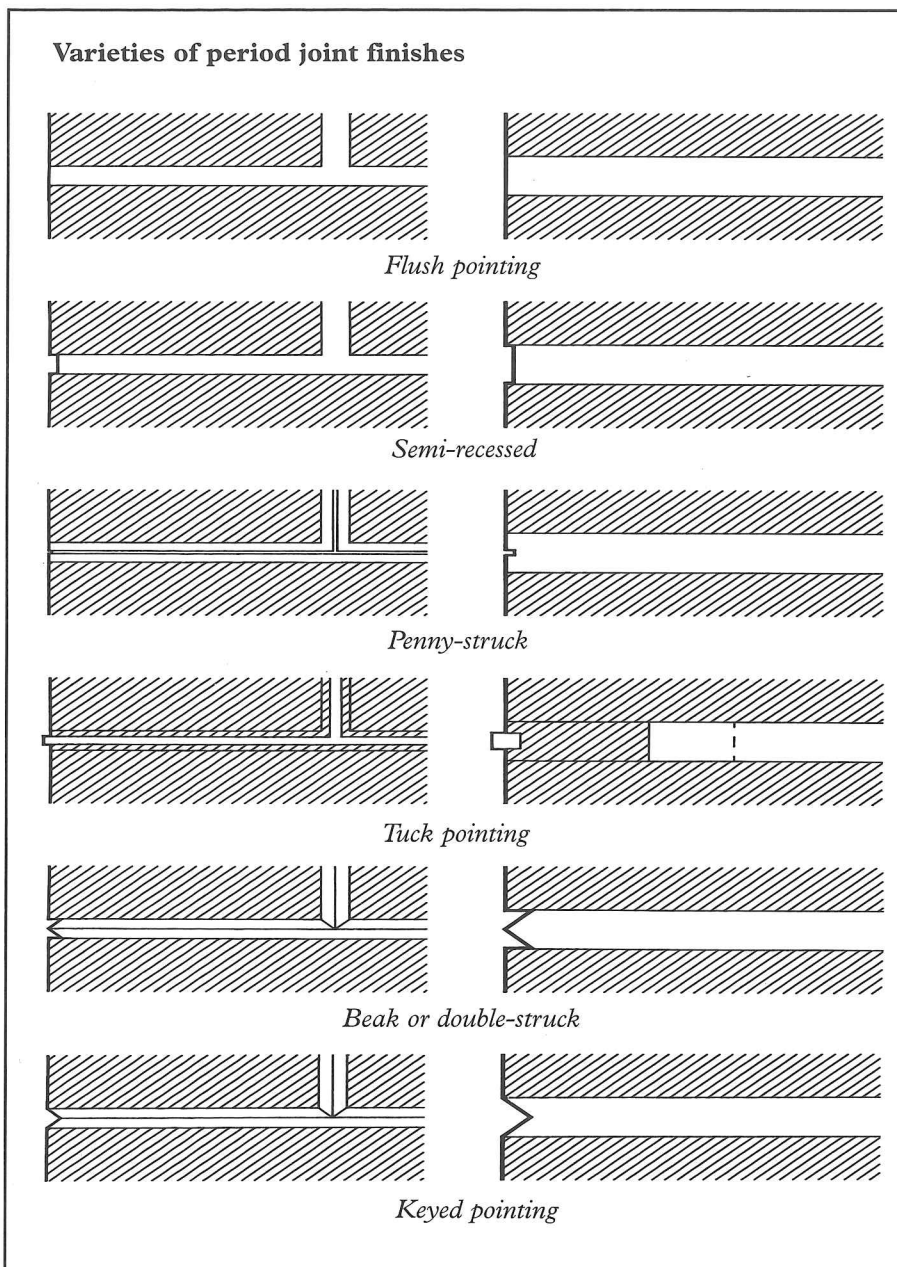 Varieties of period joint finishes
Flush pointing
Semi-recessed
Penny-struck
Tuck pointing
Beak or double-struck
Keyed pointing